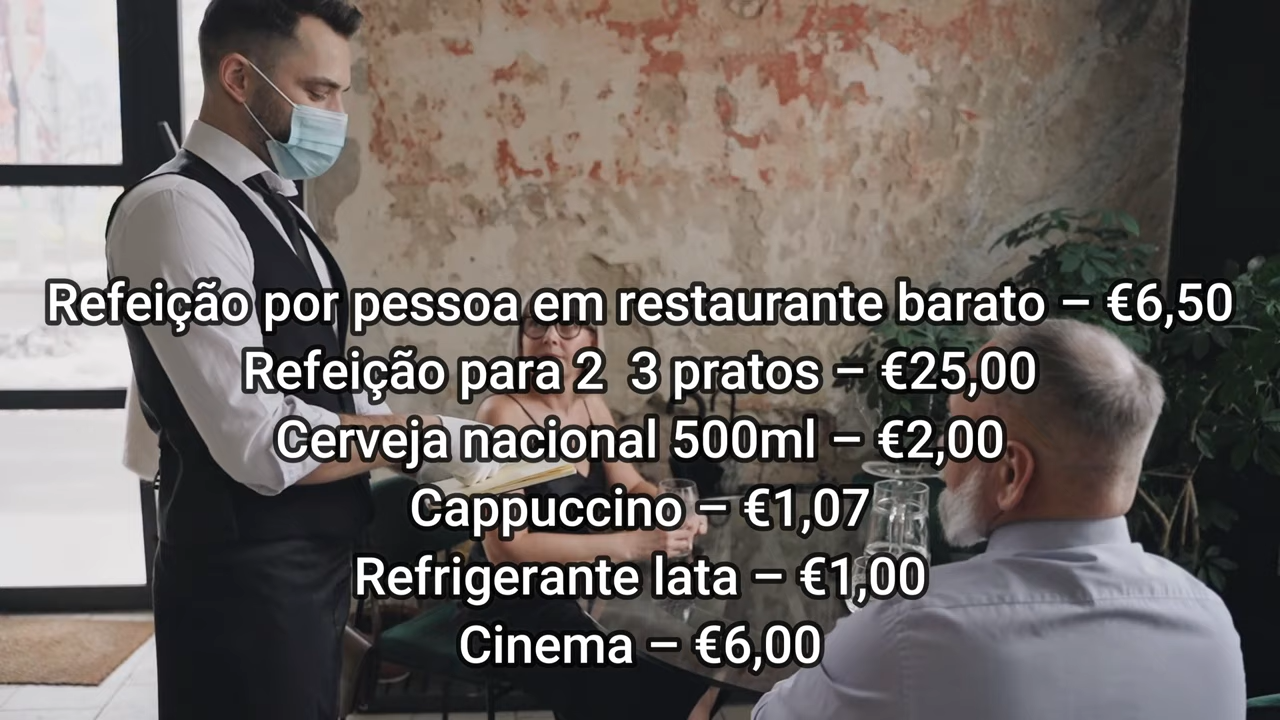 Refeição por pessoa em restaurante barato – €6,50
Refeição para 2  3 pratos – €25,00
Cerveja nacional 500ml – €2,00
Cappuccino – €1,07
Refrigerante lata – €1,00
Cinema – €6,00